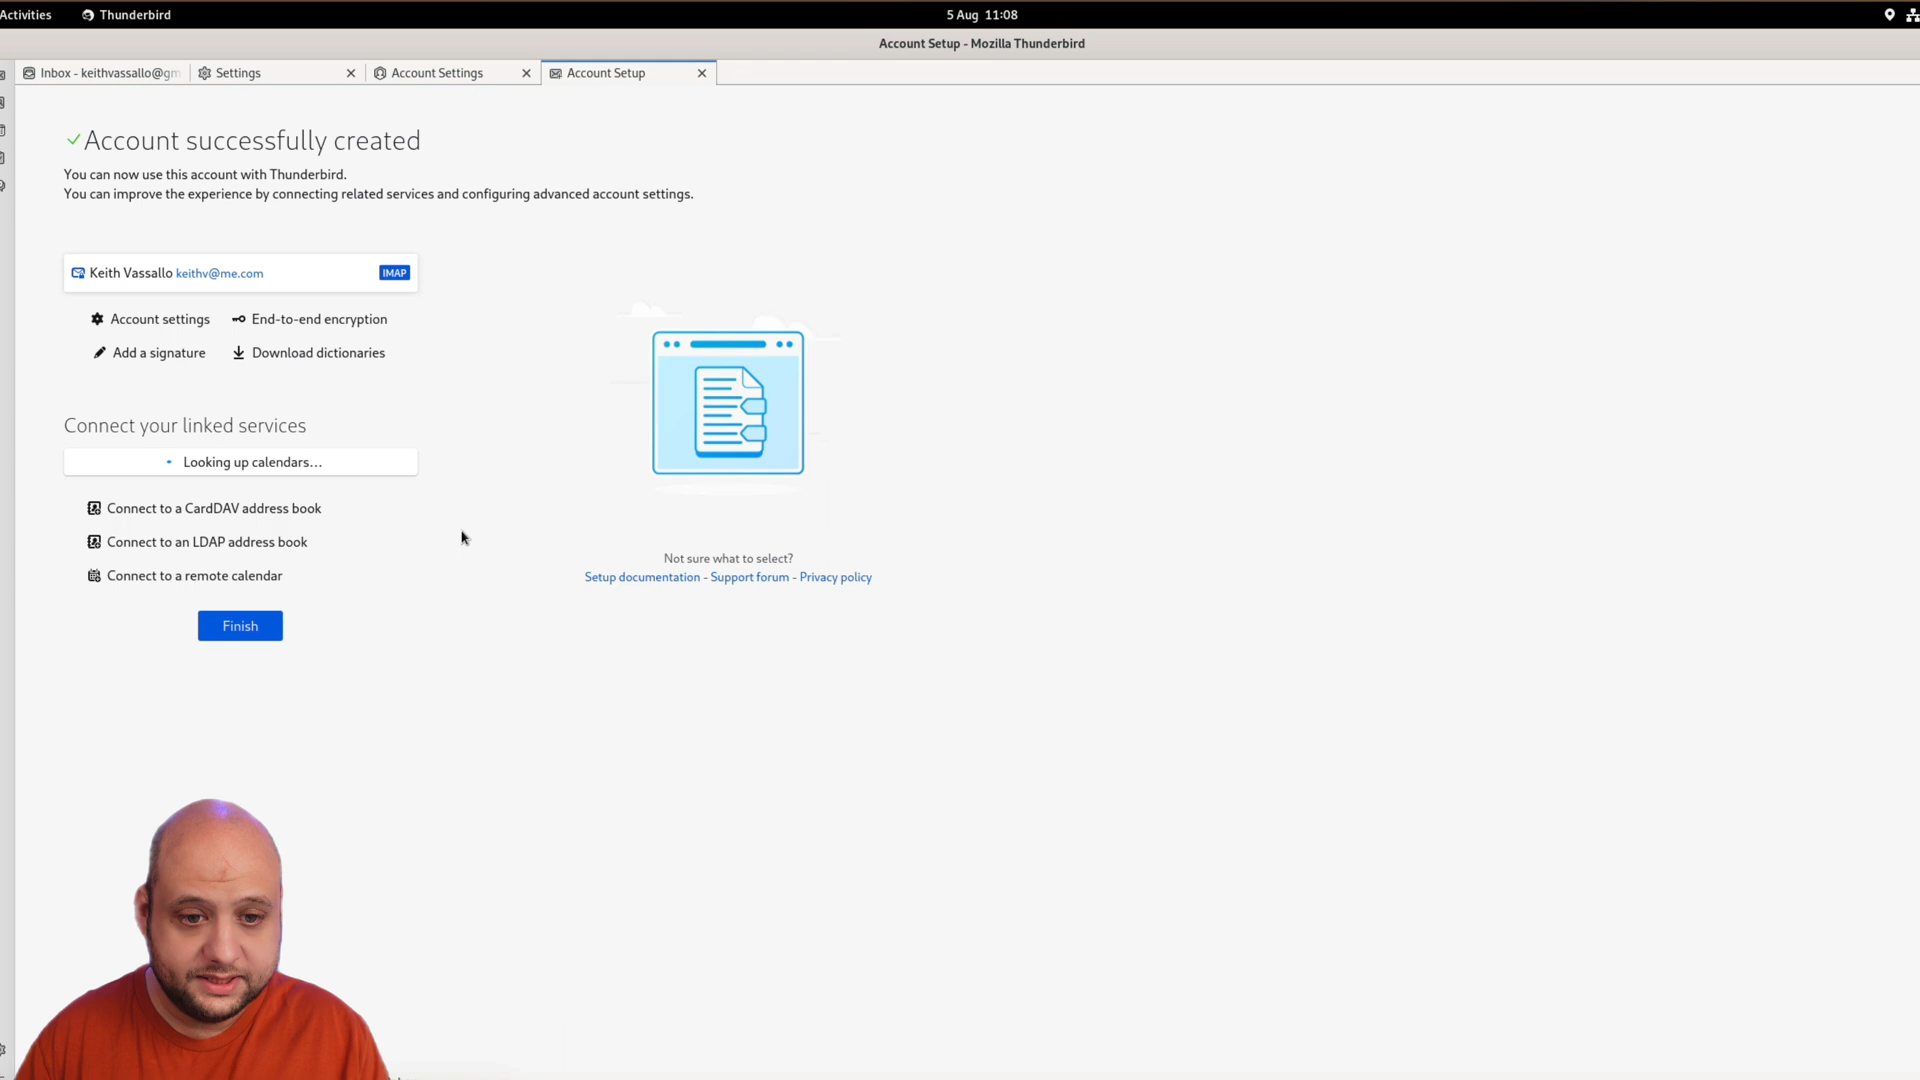 Activities
Thunderbird
5 Aug 11:08
Account Setup - Mozilla Thunderbird
Inbox - keithvassallo@gm
Settings
Account Settings
Account Setup
Account successfully created
You can now use this account with Thunderbird.
You can improve the experience by connecting related services and configuring advanced account settings.
Keith Vassallo keithv@me.com IMAP
Account settings
End-to-end encryption
Add a signature
Download dictionaries
Connect your linked services
Looking up calendars...
Connect to a CardDAV address book
Connect to an LDAP address book
Connect to a remote calendar
Finish
Not sure what to select?
Setup documentation - Support forum - Privacy policy